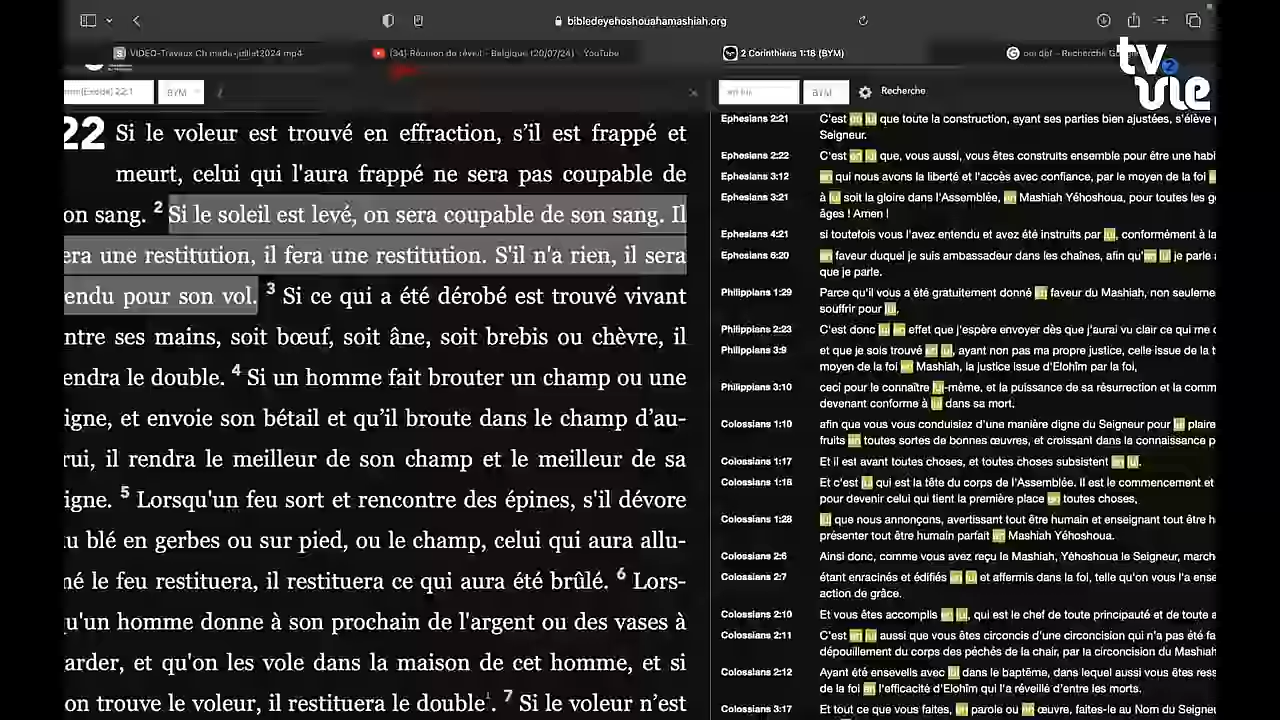 bibledeyehoshouahamashiah.org
VIDEO-Travaux Ch
(34) Réunion de réveil - Belgique (20/07/24) - YouTube
2 Corinthiens 1:18 (BYM)
tv2vie
22:1
BYM
en lui
BYM
Recherche
22 Si le voleur est trouvé en effraction, s’il est frappé et
meurt, celui qui l'aura frappé ne sera pas coupable de
on sang. 2 Si le soleil est levé, on sera coupable de son sang. Il
era une restitution, il fera une restitution. S'il n'a rien, il sera
endu pour son vol. 3 Si ce qui a été dérobé est trouvé vivant
ntre ses mains, soit bœuf, soit âne, soit brebis ou chèvre, il
endra le double. 4 Si un homme fait brouter un champ ou une
igne, et envoie son bétail et qu’il broute dans le champ d’au-
rui, il rendra le meilleur de son champ et le meilleur de sa
igne. 5 Lorsqu'un feu sort et rencontre des épines, s'il dévore
u blé en gerbes ou sur pied, ou le champ, celui qui aura allu-
né le feu restituera, il restituera ce qui aura été brûlé. 6 Lors-
qu'un homme donne à son prochain de l'argent ou des vases à
arder, et qu'on les vole dans la maison de cet homme, et si
on trouve le voleur, il restituera le double. 7 Si le voleur n’est
Ephesians 2:21 C'est en lui que toute la construction, ayant ses parties bien ajustées, s'élève
Seigneur.
Ephesians 2:22 C'est en lui que, vous aussi, vous êtes construits ensemble pour être une habi
Ephesians 3:12 en qui nous avons la liberté et l'accès avec confiance, par le moyen de la foi
Ephesians 3:21 à lui soit la gloire dans l'Assemblée, en Mashiah Yéhoshoua, pour toutes les
âges ! Amen !
Ephesians 4:21 si toutefois vous l'avez entendu et avez été instruits par lui, conformément à la
Ephesians 6:20 en faveur duquel je suis ambassadeur dans les chaînes, afin qu'en lui je parle
que je parle.
Philippians 1:29 Parce qu'il vous a été gratuitement donné en faveur du Mashiah, non seuleme
souffrir pour lui,
Philippians 2:23 C'est donc lui en effet que j'espère envoyer dès que j'aurai vu clair ce qui me
Philippians 3:9 et que je sois trouvé en lui, ayant non pas ma propre justice, celle issue de la
moyen de la foi en Mashiah, la justice issue d'Elohîm par la foi,
Philippians 3:10 ceci pour le connaître lui-même, et la puissance de sa résurrection et la comm
devenant conforme à lui dans sa mort.
Colossians 1:10 afin que vous vous conduisiez d'une manière digne du Seigneur pour lui plaire
fruits en toutes sortes de bonnes œuvres, et croissant dans la connaissance
Colossians 1:17 Et il est avant toutes choses, et toutes choses subsistent en lui.
Colossians 1:18 Et c'est lui qui est la tête du corps de l'Assemblée. Il est le commencement et
pour devenir celui qui tient la première place en toutes choses,
Colossians 1:28 lui que nous annonçons, avertissant tout être humain et enseignant tout être
présenter tout être humain parfait en Mashiah Yéhoshoua.
Colossians 2:6 Ainsi donc, comme vous avez reçu le Mashiah, Yéhoshoua le Seigneur, march
Colossians 2:7 étant enracinés et édifiés en lui et affermis dans la foi, telle qu'on vous l'a ense
action de grâce.
Colossians 2:10 Et vous êtes accomplis en lui, qui est le chef de toute principauté et de toute
Colossians 2:11 C'est en lui aussi que vous êtes circoncis d'une circoncision qui n'a pas été fa
dépouillement du corps des péchés de la chair, par la circoncision du Mashiah
Colossians 2:12 Ayant été ensevelis avec lui dans le baptême, dans lequel aussi vous êtes ress
de la foi en l'efficacité d'Elohîm qui l'a réveillé d'entre les morts.
Colossians 3:17 Et tout ce que vous faites, en parole ou en œuvre, faites-le au Nom du Seigneu